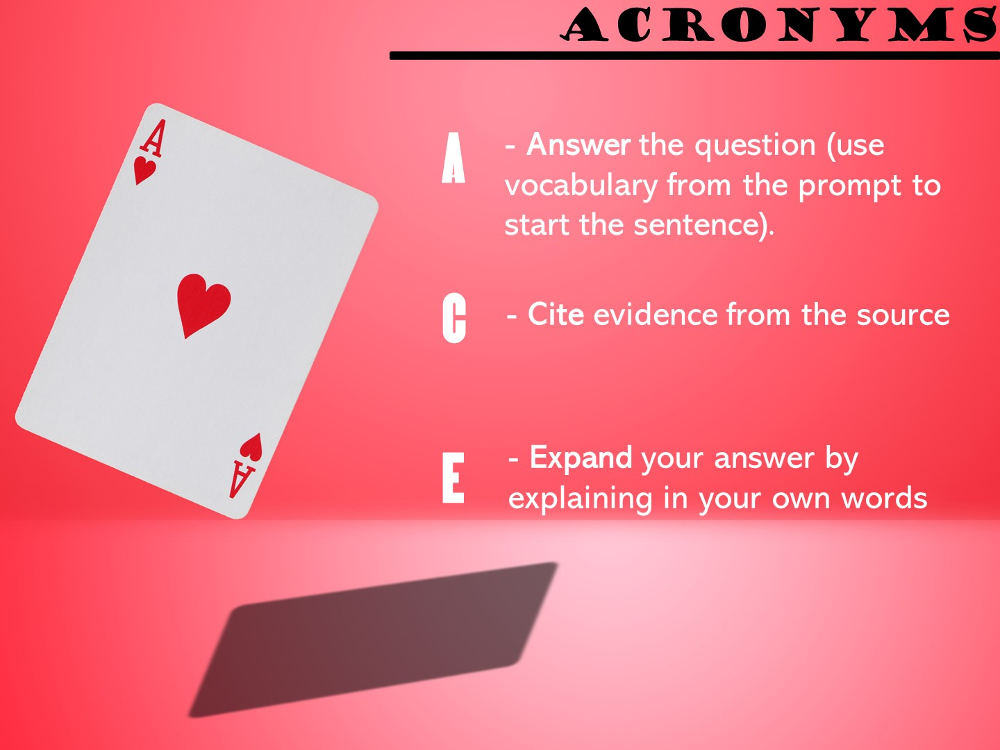 ACRONYMS
A
A
A - Answer the question (use
vocabulary from the prompt to
start the sentence).
C - Cite evidence from the source
E - Expand your answer by
explaining in your own words